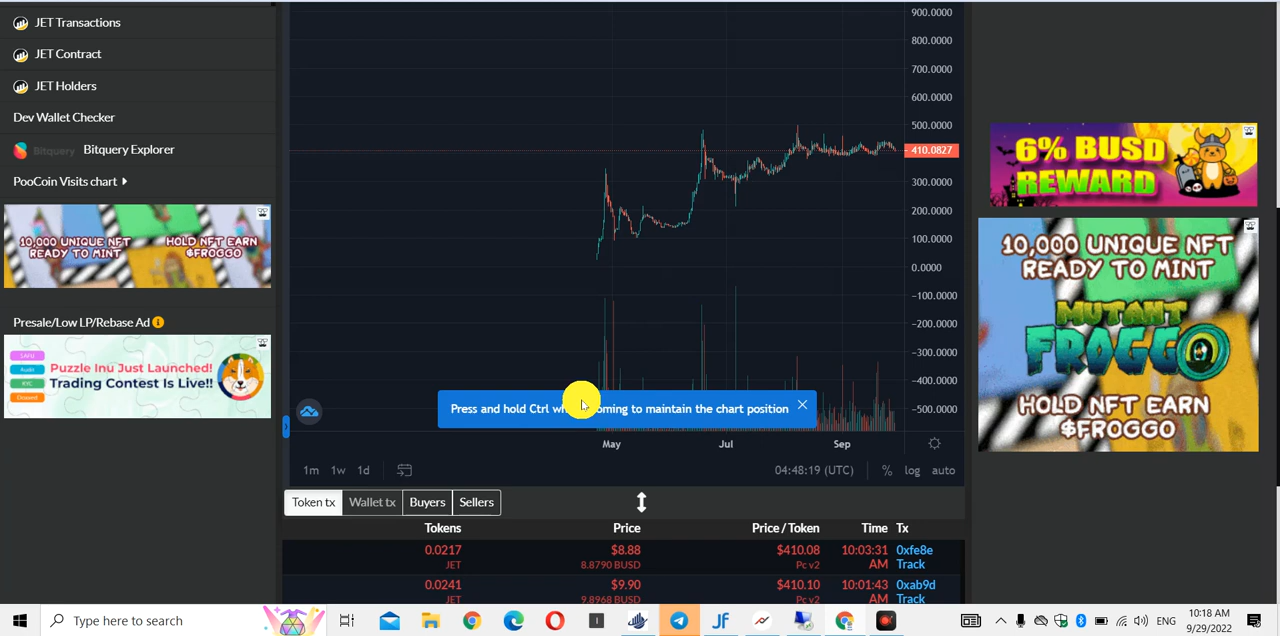 JET Transactions
JET Contract
JET Holders
Dev Wallet Checker
Bitquery Bitquery Explorer
PooCoin Visits chart
10,000 UNIQUE NFT
READY TO MINT
HOLD NFT EARN
$FROGGO
Presale/Low LP/Rebase Ad
LAFU
Audit
KYC
Doxxed
Puzzle Inu Just Launched!
Trading Contest Is Live!!
900.0000
800.0000
700.0000
600.0000
500.0000
410.0827
300.0000
200.0000
100.0000
0.0000
-100.0000
-200.0000
-300.0000
-400.0000
-500.0000
Press and hold Ctrl wh oming to maintain the chart position
May Jul Sep
1m 1w 1d 04:48:19 (UTC) % log auto
Token tx Wallet tx Buyers Sellers
Tokens Price Price / Token Time Tx
0.0217 $8.88 $410.08 10:03:31 0xfe8e
JET 8.8790 BUSD Pc v2 AM Track
0.0241 $9.90 $410.10 10:01:43 0xab9d
JET 9.8968 BUSD Pc v2 AM Track
6% BUSD
REWARD
10,000 UNIQUE NFT
READY TO MINT
MUTANT
FROGGO
HOLD NFT EARN
$FROGGO
Type here to search
JF
ENG
10:18 AM
9/29/2022